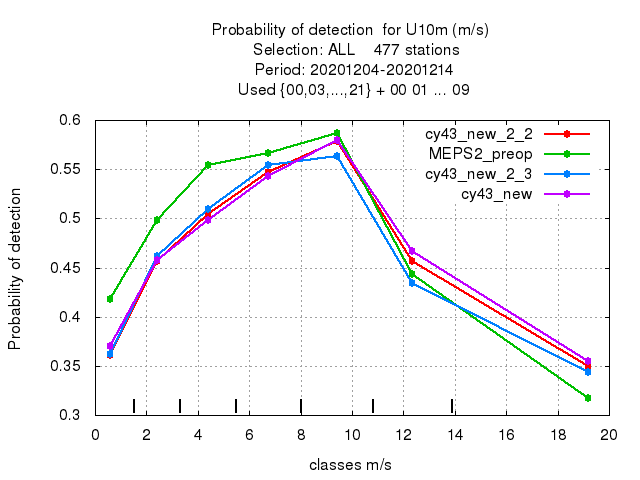 Probability of detection for U10m (m/s)
Selection: ALL 477 stations
Period: 20201204-20201214
Used {00,03,...,21} + 00 01 ... 09
cy43_new_2_2
MEPS2_preop
cy43_new_2_3
cy43_new
Probability of detection
0.6
0.55
0.5
0.45
0.4
0.35
0.3
0 2 4 6 8 10 12 14 16 18 20
classes m/s